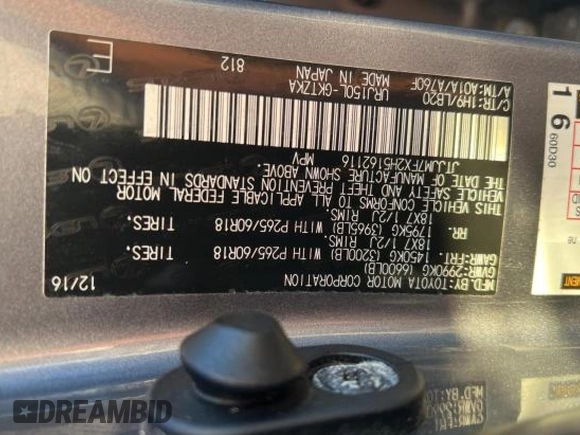 MFD. BY: TOYOTA MOTOR CORPORATION 12/16
GVWR: 2990KG (6600LB)
GAWR:FRT. 1450KG (3200LB) WITH P265/60R18 TIRES.
18X7 1/2J RIMS.
RR. 1795KG (3965LB) WITH P265/60R18 TIRES.
18X7 1/2J RIMS.
THIS VEHICLE CONFORMS TO ALL APPLICABLE FEDERAL MOTOR
VEHICLE SAFETY AND THEFT PREVENTION STANDARDS IN EFFECT ON
THE DATE OF MANUFACTURE SHOWN ABOVE.
JTJJM7FX2H5162116 MPV
C/TR: 1H9/LB20 URJ150L-GKTZKA 812
A/TM: A01A/A760F MADE IN JAPAN
E
16
60D30
DREAMBID